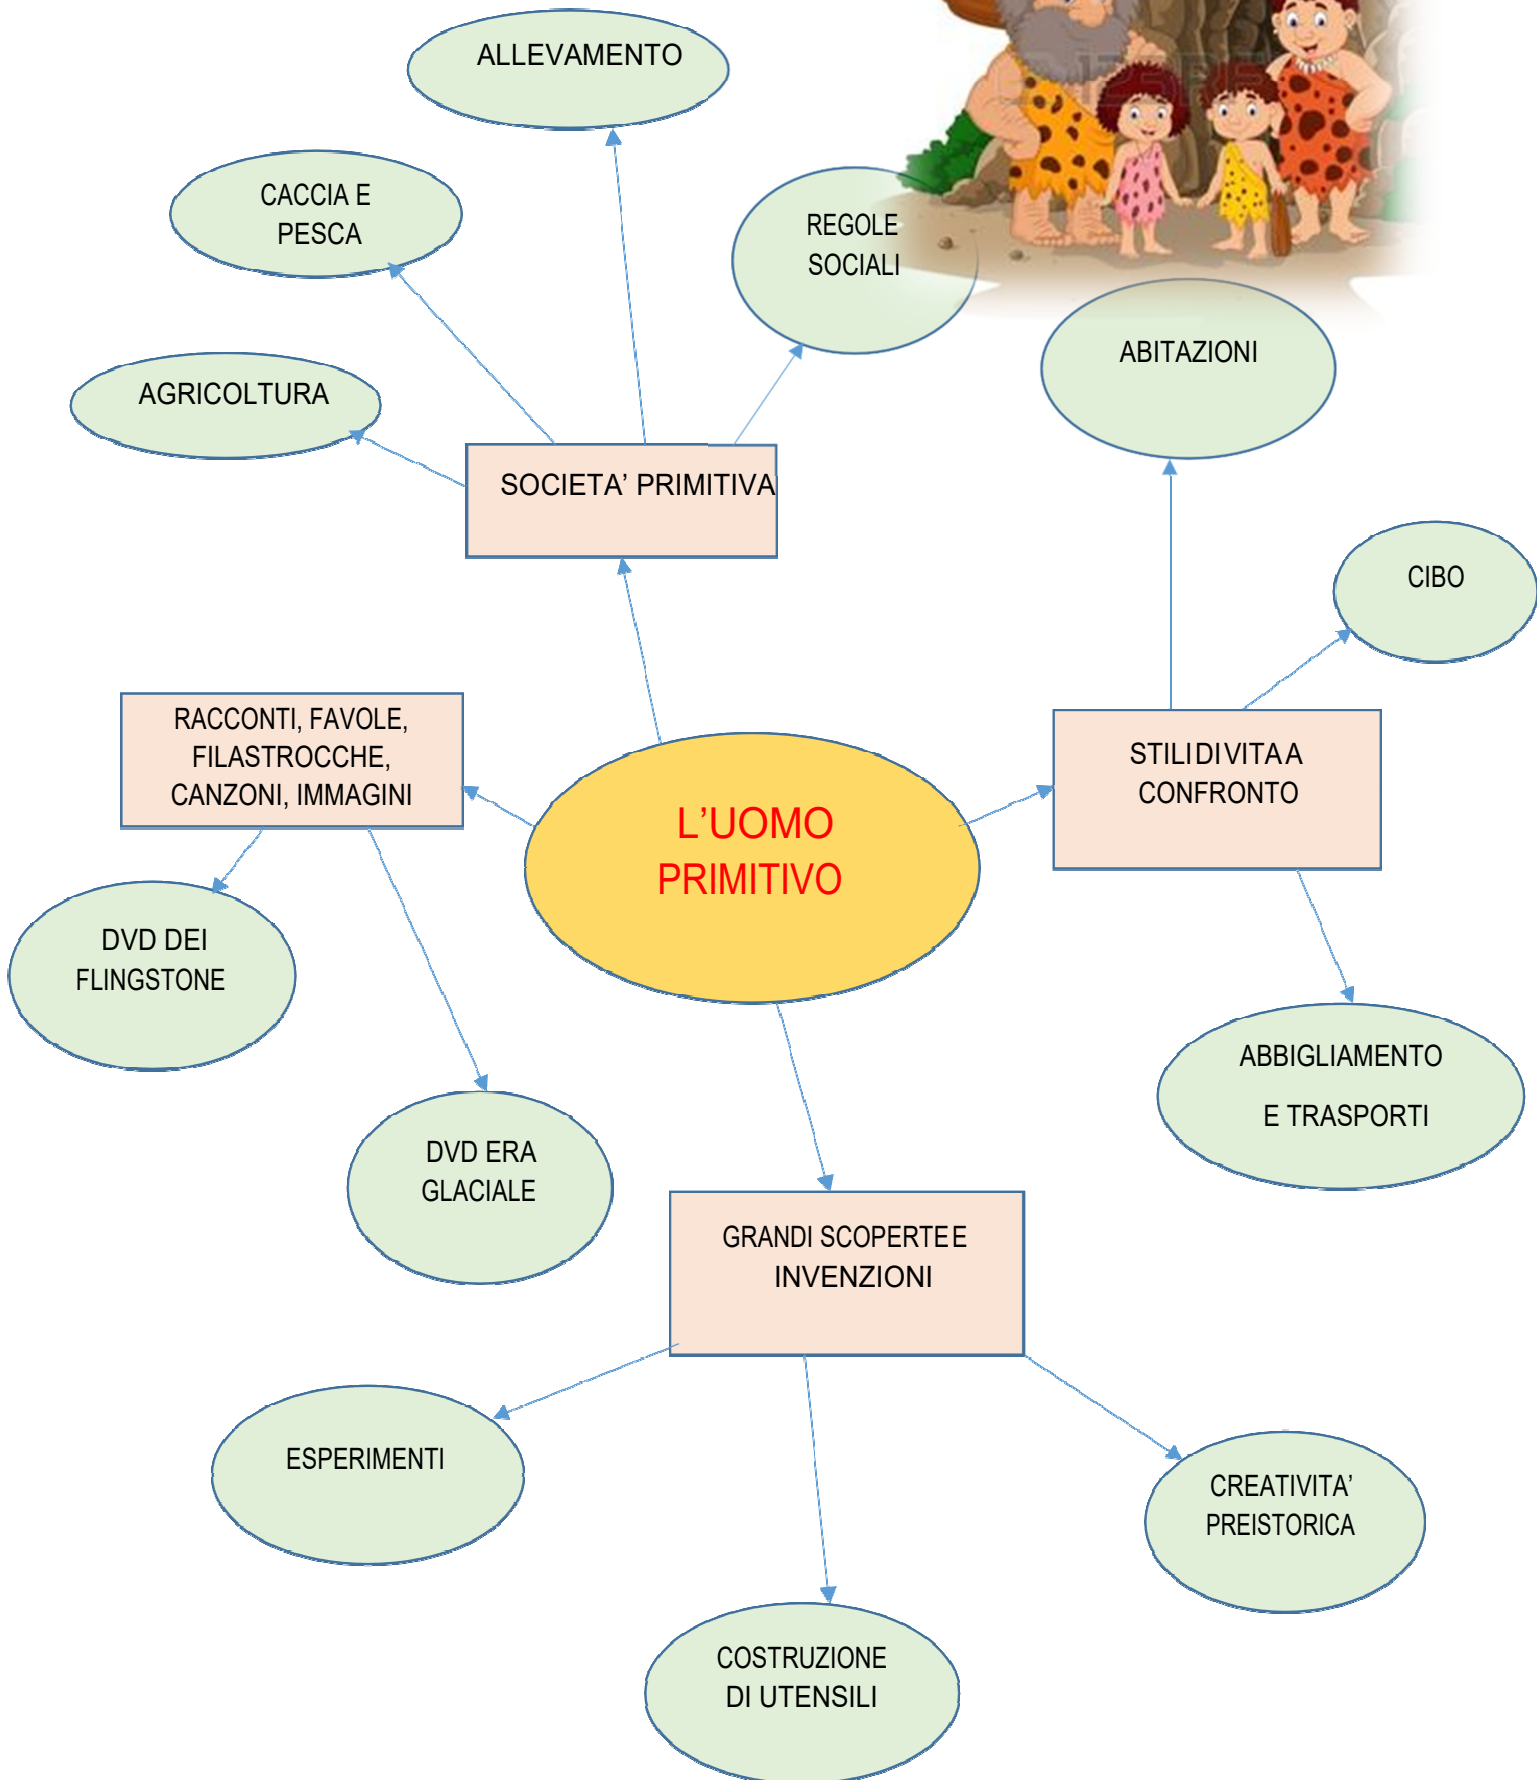 ALLEVAMENTO
CACCIA E
PESCA
REGOLE
SOCIALI
ABITAZIONI
AGRICOLTURA
SOCIETA’ PRIMITIVA
CIBO
RACCONTI, FAVOLE,
FILASTROCCHE,
CANZONI, IMMAGINI
STILI DI VITA A
CONFRONTO
L’UOMO
PRIMITIVO
DVD DEI
FLINGSTONE
ABBIGLIAMENTO
E TRASPORTI
DVD ERA
GLACIALE
GRANDI SCOPERTE E
INVENZIONI
ESPERIMENTI
CREATIVITA’
PREISTORICA
COSTRUZIONE
DI UTENSILI